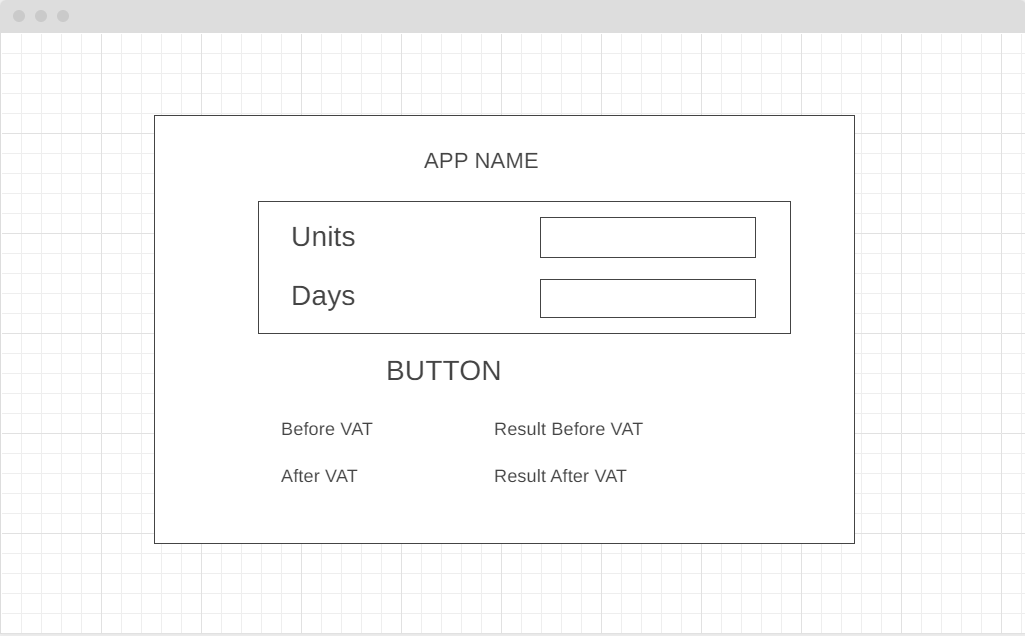 APP NAME
Units
Days
BUTTON
Before VAT Result Before VAT
After VAT Result After VAT